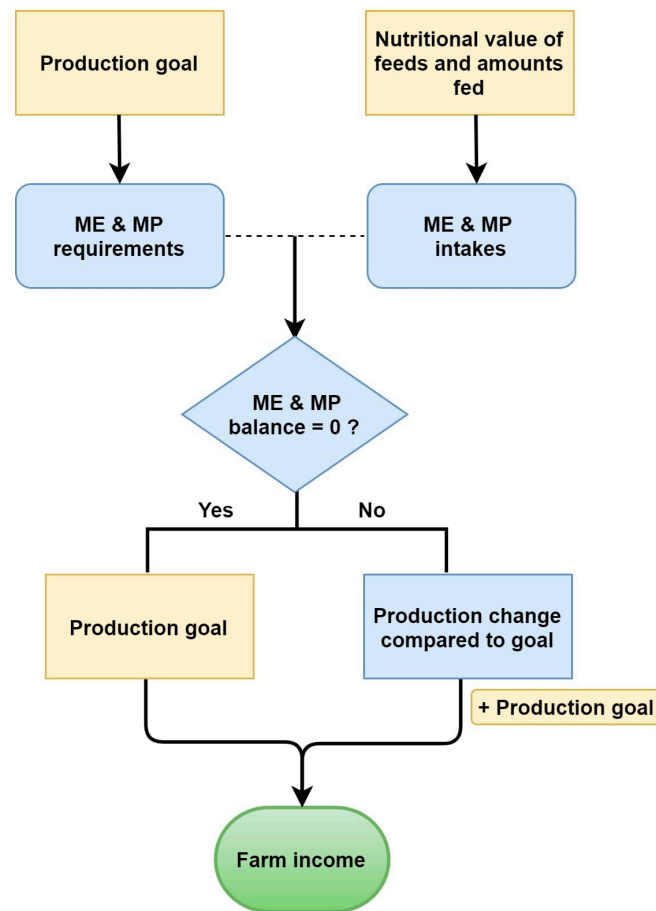 Production goal
Nutritional value of
feeds and amounts
fed
ME & MP
requirements
ME & MP
intakes
ME & MP
balance = 0 ?
Yes
No
Production goal
Production change
compared to goal
+ Production goal
Farm income